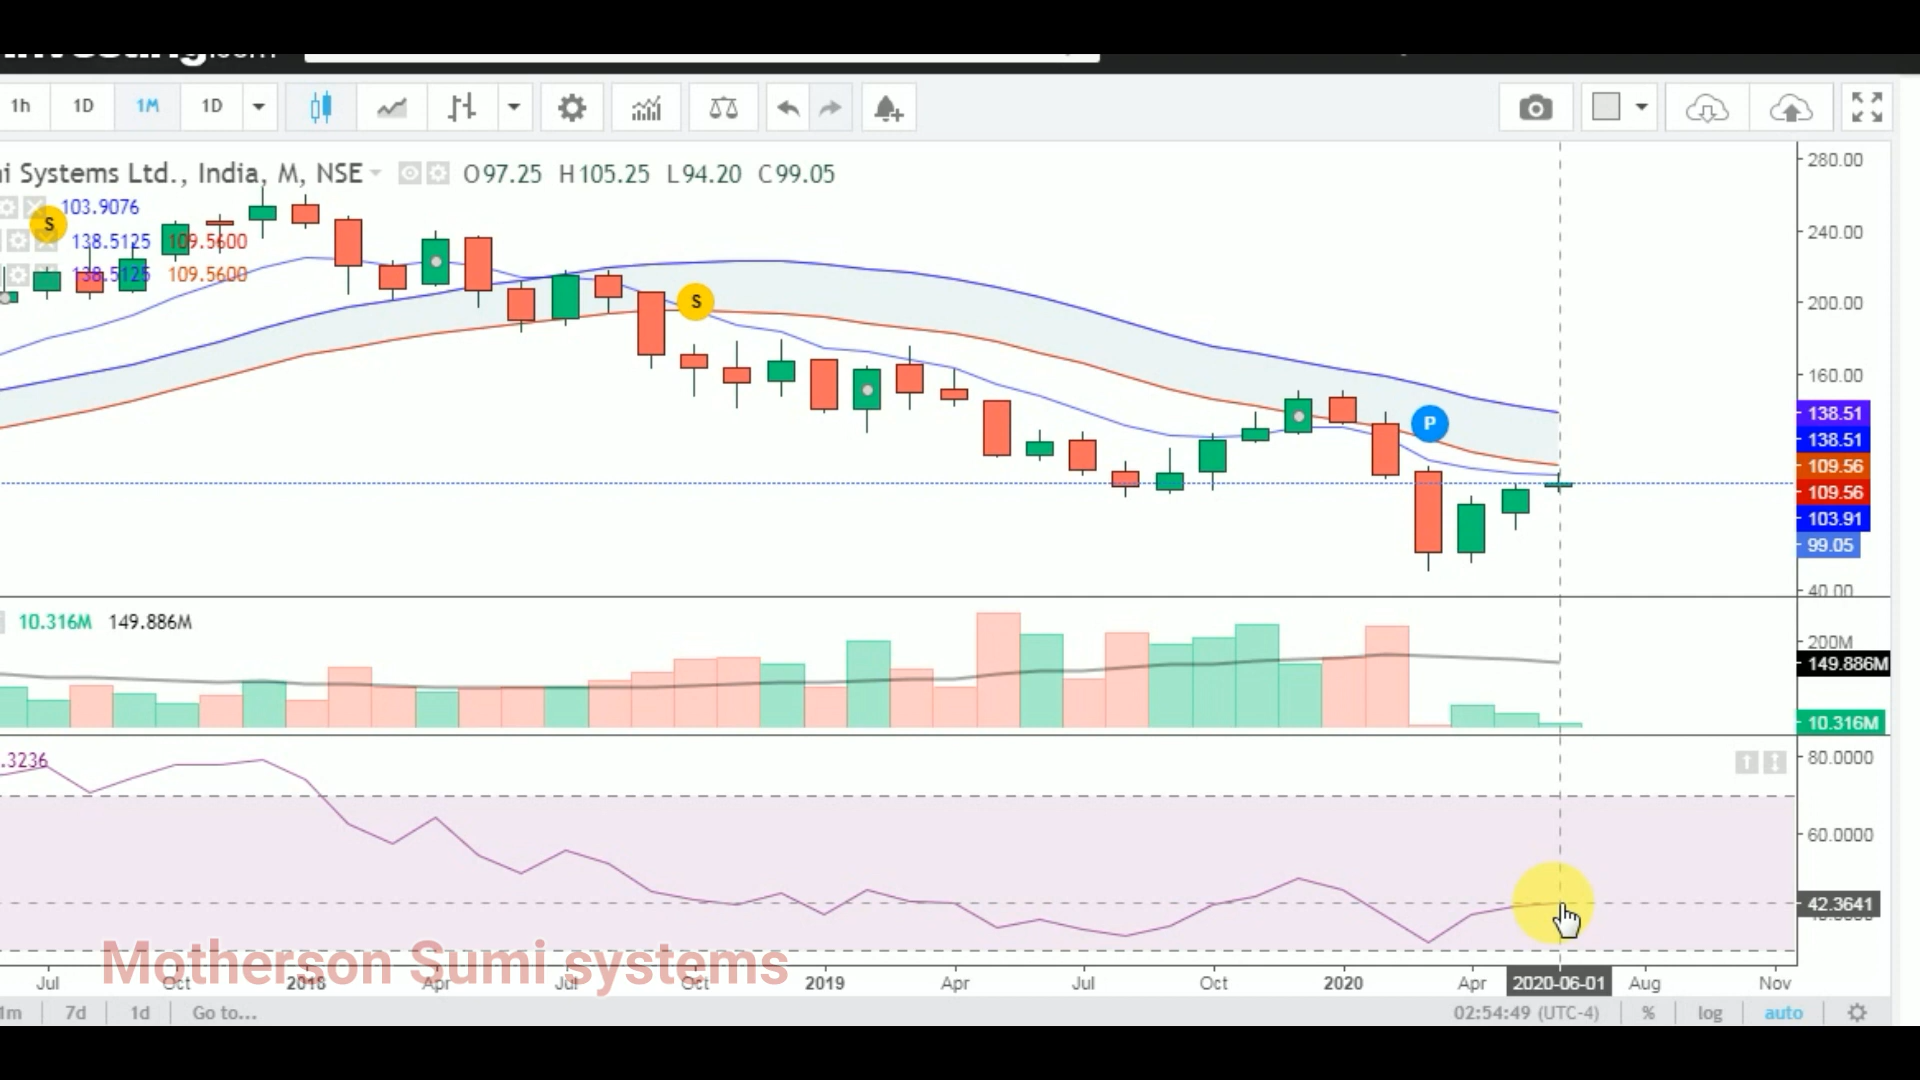 1h 1D 1M 1D
i Systems Ltd., India, M, NSE O97.25 H105.25 L94.20 C99.05
103.9076
S
138.5125 109.5600
138.5125 109.5600
S
P
280.00
240.00
200.00
160.00
138.51
138.51
109.56
109.56
103.91
99.05
40.00
10.316M 149.886M
200M
149.886M
10.316M
.3236
80.0000
60.0000
42.3641
Motherson Sumi systems
Jul Oct 2018 Apr Jul Oct 2019 Apr Jul Oct 2020 Apr 2020-06-01 Aug Nov
1m 7d 1d Go to... 02:54:49 (UTC-4) % log auto